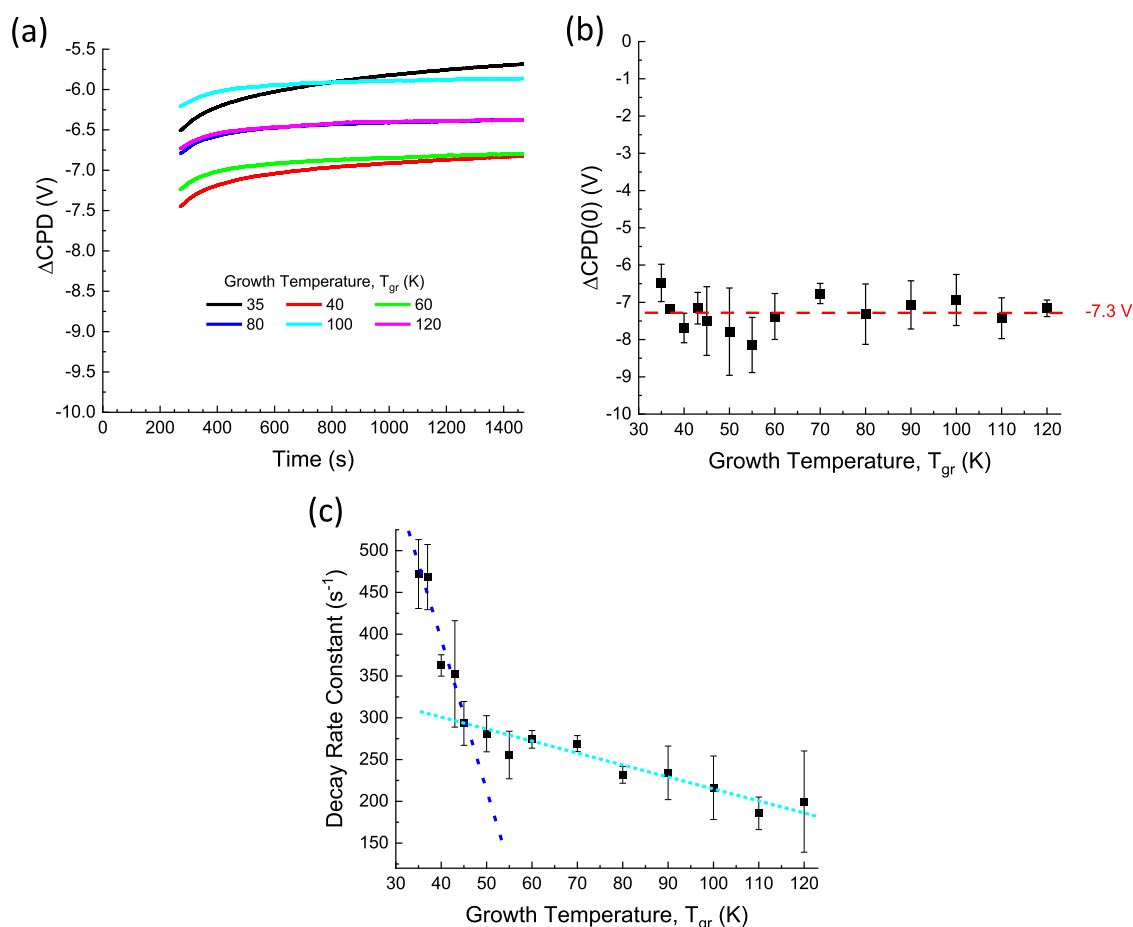 (a)
-5.5
-6.0
-6.5
-7.0
-7.5
-8.0
-8.5
-9.0
-9.5
-10.0
ΔCPD (V)
Growth Temperature, Tgr (K)
35 40 60
80 100 120
0 200 400 600 800 1000 1200 1400
Time (s)
(b)
0
-1
-2
-3
-4
-5
-6
-7
-8
-9
-10
ΔCPD(0) (V)
-7.3 V
30 40 50 60 70 80 90 100 110 120
Growth Temperature, Tgr (K)
(c)
500
450
400
350
300
250
200
150
Decay Rate Constant (s-1)
30 40 50 60 70 80 90 100 110 120
Growth Temperature, Tgr (K)